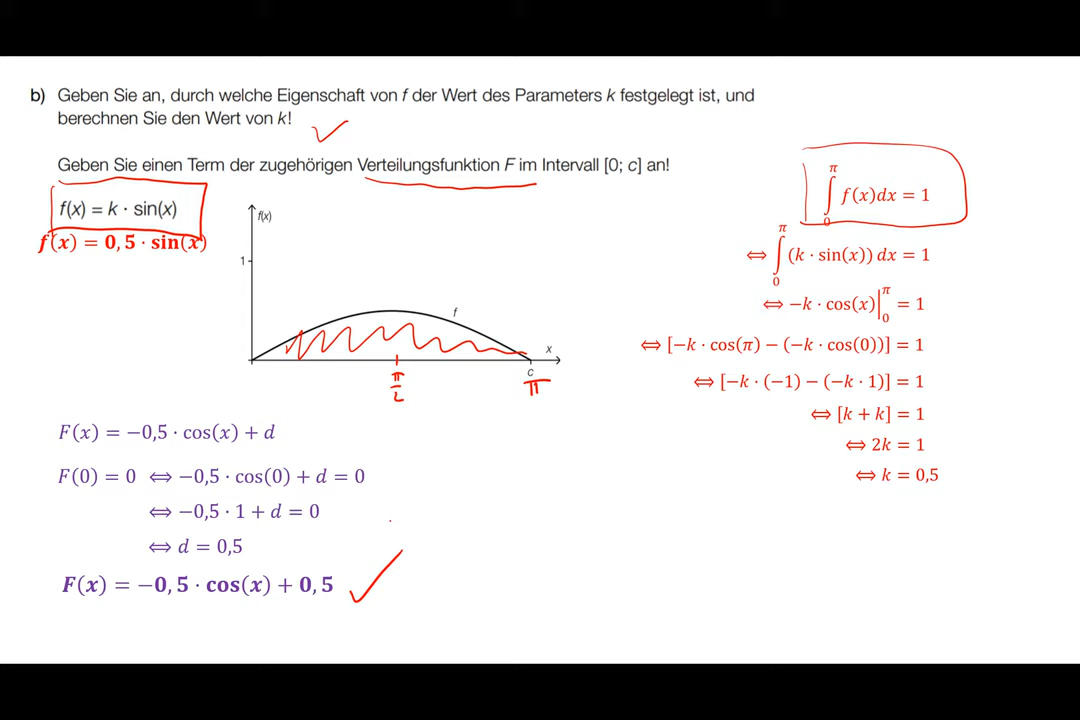 b) Geben Sie an, durch welche Eigenschaft von f der Wert des Parameters k festgelegt ist, und
berechnen Sie den Wert von k!
Geben Sie einen Term der zugehörigen Verteilungsfunktion F im Intervall [0; c] an!
f(x) = k · sin(x)
f(x) = 0,5 · sin(x)
f(x)
1
f
x
c
π/2
π
F(x) = −0,5 · cos(x) + d
F(0) = 0 ⇔ −0,5 · cos(0) + d = 0
⇔ −0,5 · 1 + d = 0
⇔ d = 0,5
F(x) = −0,5 · cos(x) + 0,5
∫₀^π f(x)dx = 1
⇔ ∫₀^π (k · sin(x)) dx = 1
⇔ −k · cos(x)|₀^π = 1
⇔ [−k · cos(π) − (−k · cos(0))] = 1
⇔ [−k · (−1) − (−k · 1)] = 1
⇔ [k + k] = 1
⇔ 2k = 1
⇔ k = 0,5